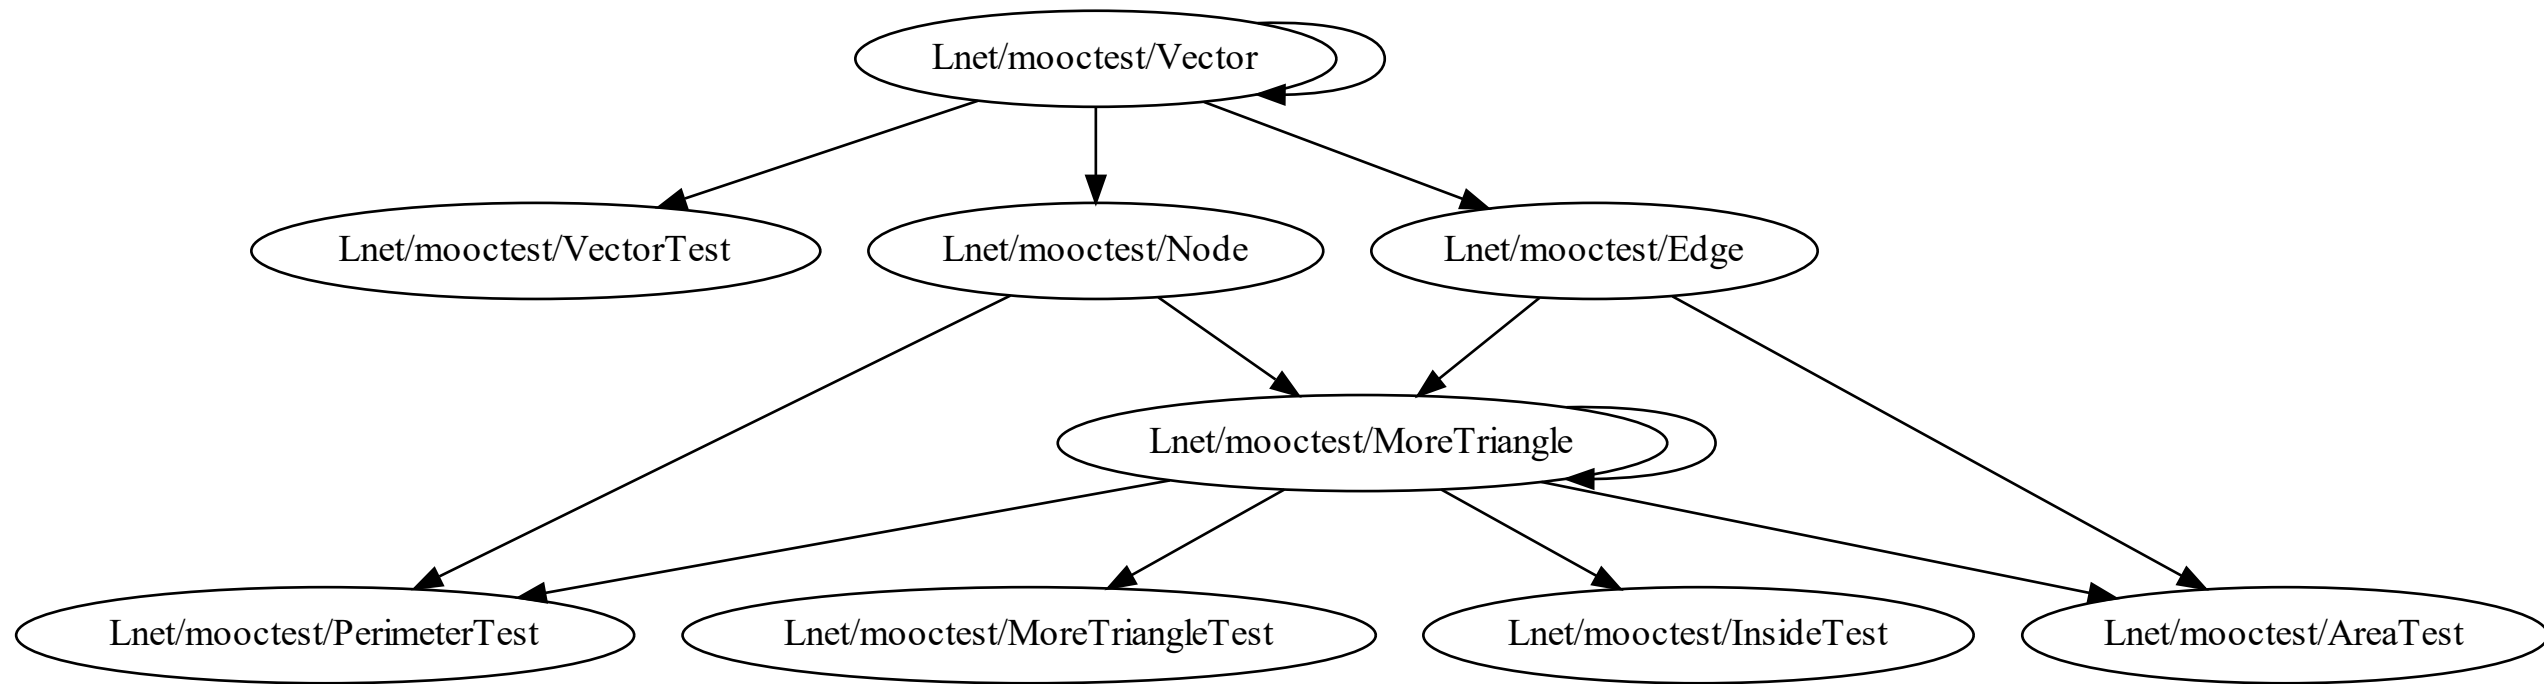 Lnet/mooctest/Vector
Lnet/mooctest/VectorTest
Lnet/mooctest/Node
Lnet/mooctest/Edge
Lnet/mooctest/MoreTriangle
Lnet/mooctest/PerimeterTest
Lnet/mooctest/MoreTriangleTest
Lnet/mooctest/InsideTest
Lnet/mooctest/AreaTest